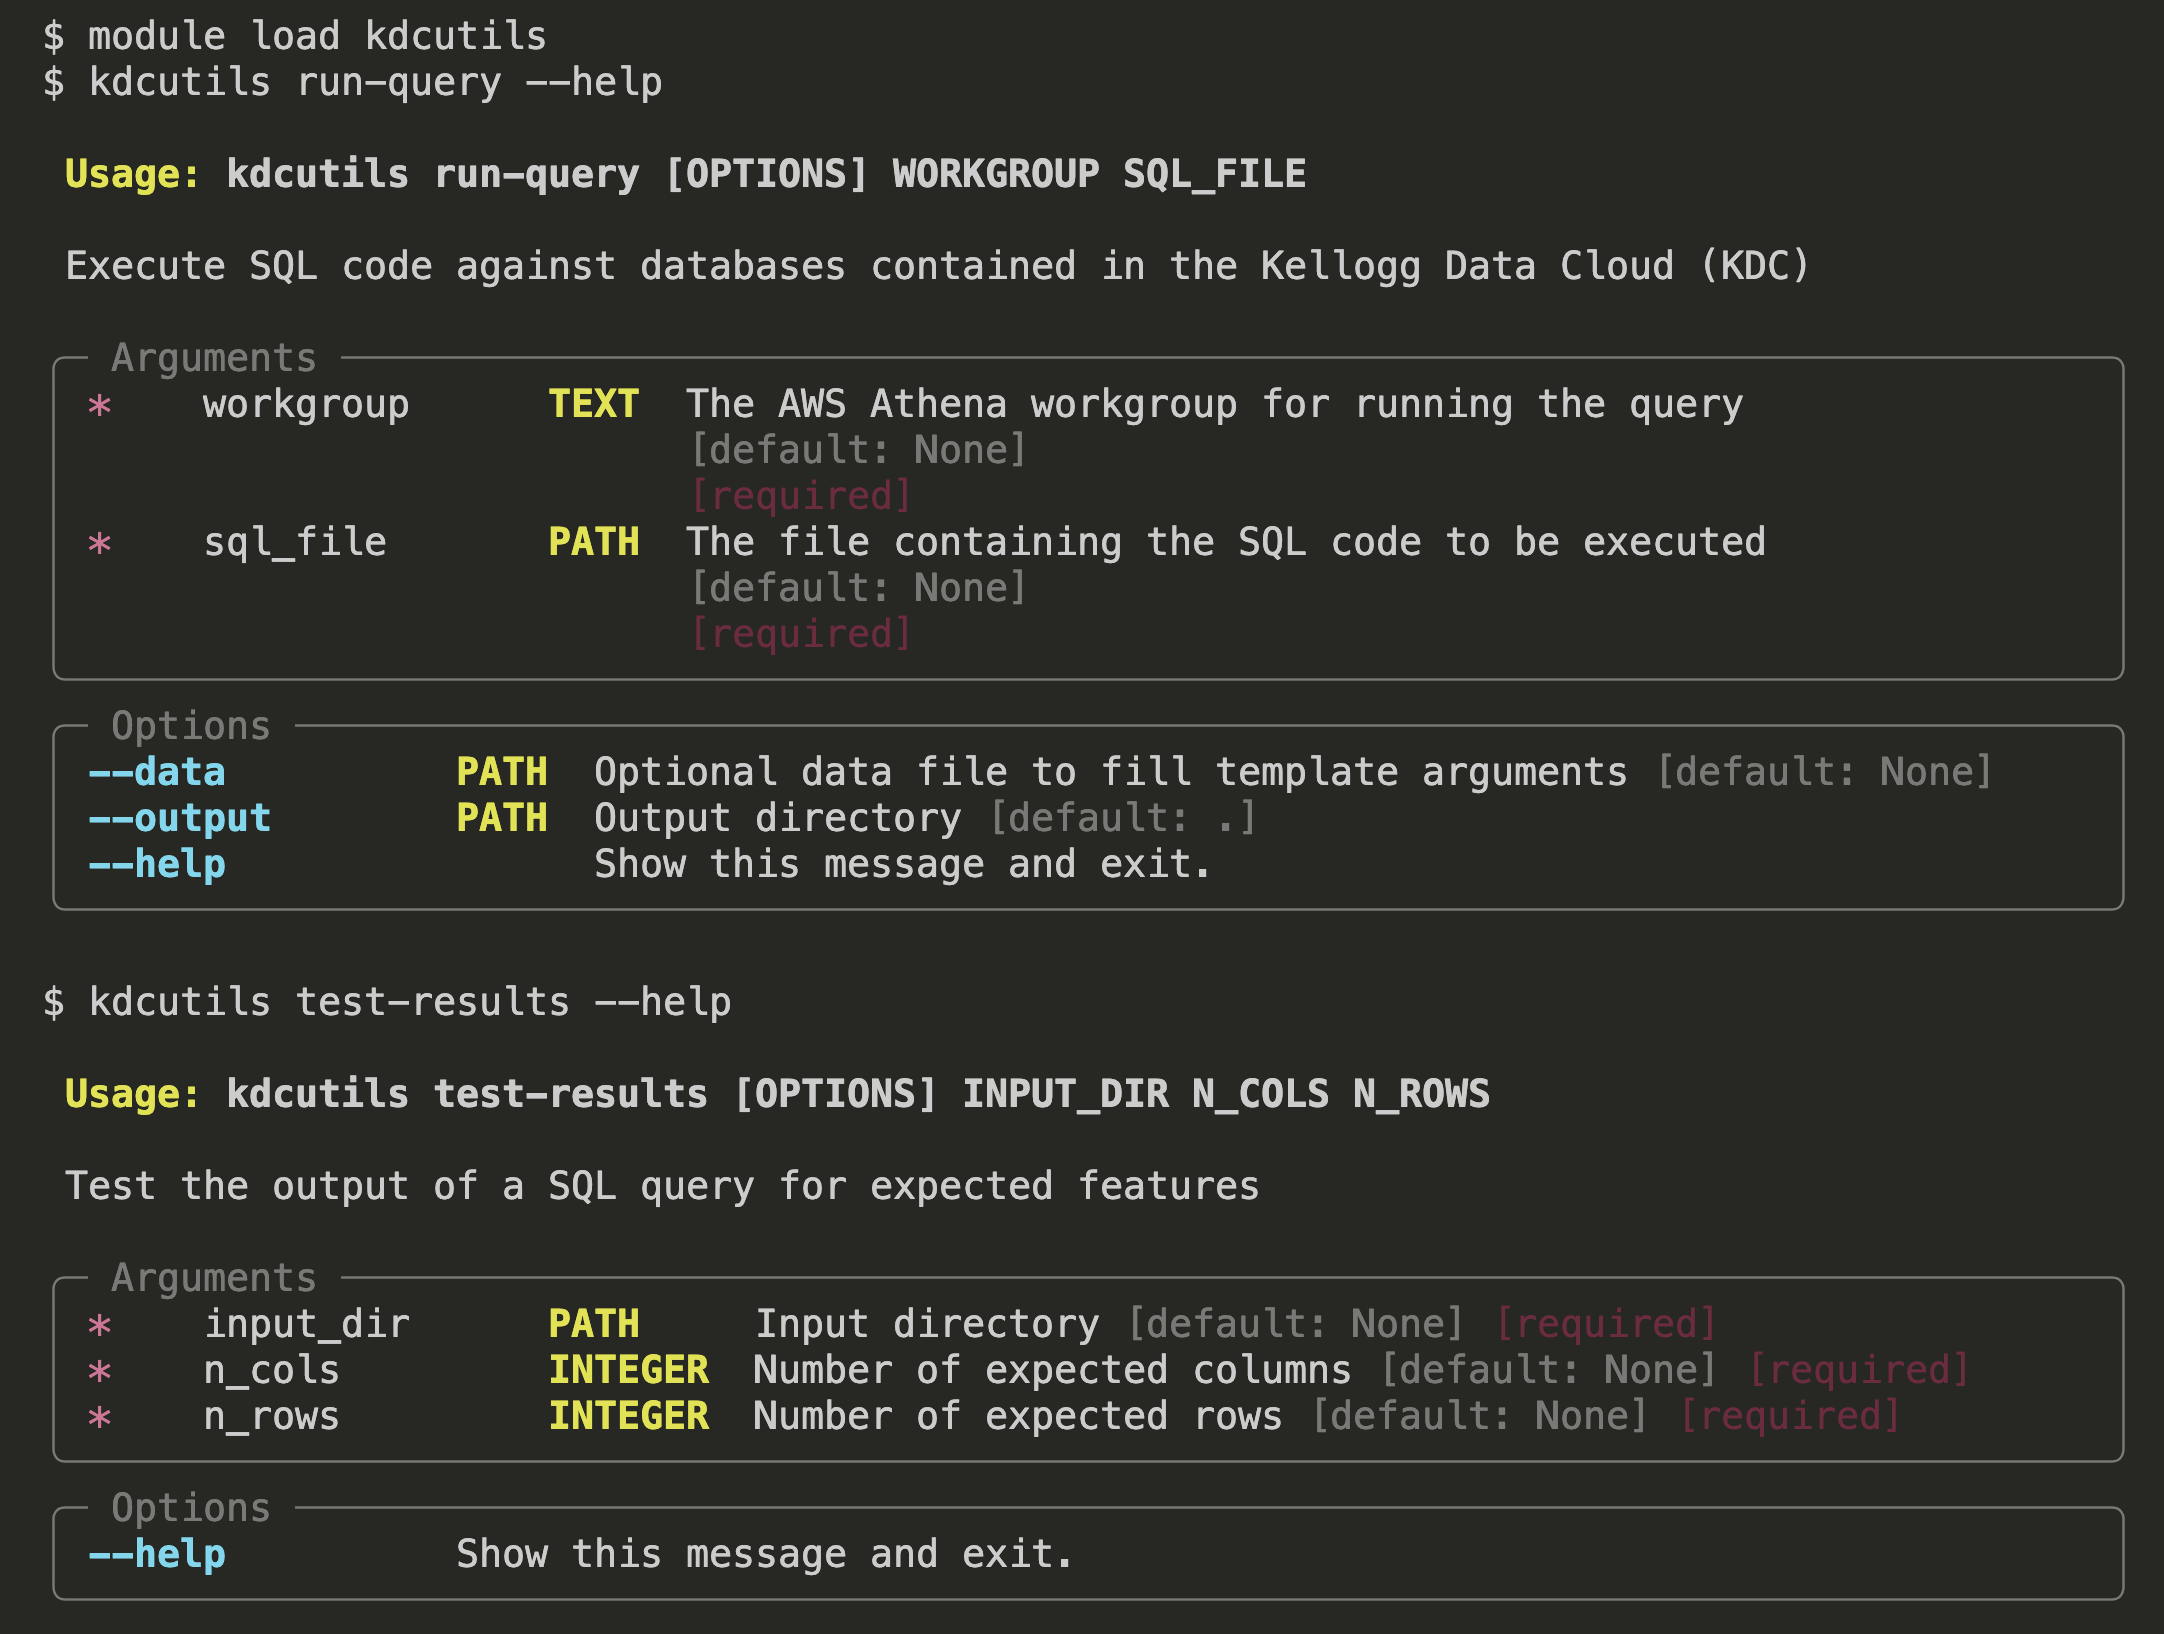 $ module load kdcutils
$ kdcutils run-query --help
Usage: kdcutils run-query [OPTIONS] WORKGROUP SQL_FILE
Execute SQL code against databases contained in the Kellogg Data Cloud (KDC)
Arguments
* workgroup TEXT The AWS Athena workgroup for running the query
[default: None]
[required]
* sql_file PATH The file containing the SQL code to be executed
[default: None]
[required]
Options
--data PATH Optional data file to fill template arguments [default: None]
--output PATH Output directory [default: .]
--help Show this message and exit.
$ kdcutils test-results --help
Usage: kdcutils test-results [OPTIONS] INPUT_DIR N_COLS N_ROWS
Test the output of a SQL query for expected features
Arguments
* input_dir PATH Input directory [default: None] [required]
* n_cols INTEGER Number of expected columns [default: None] [required]
* n_rows INTEGER Number of expected rows [default: None] [required]
Options
--help Show this message and exit.